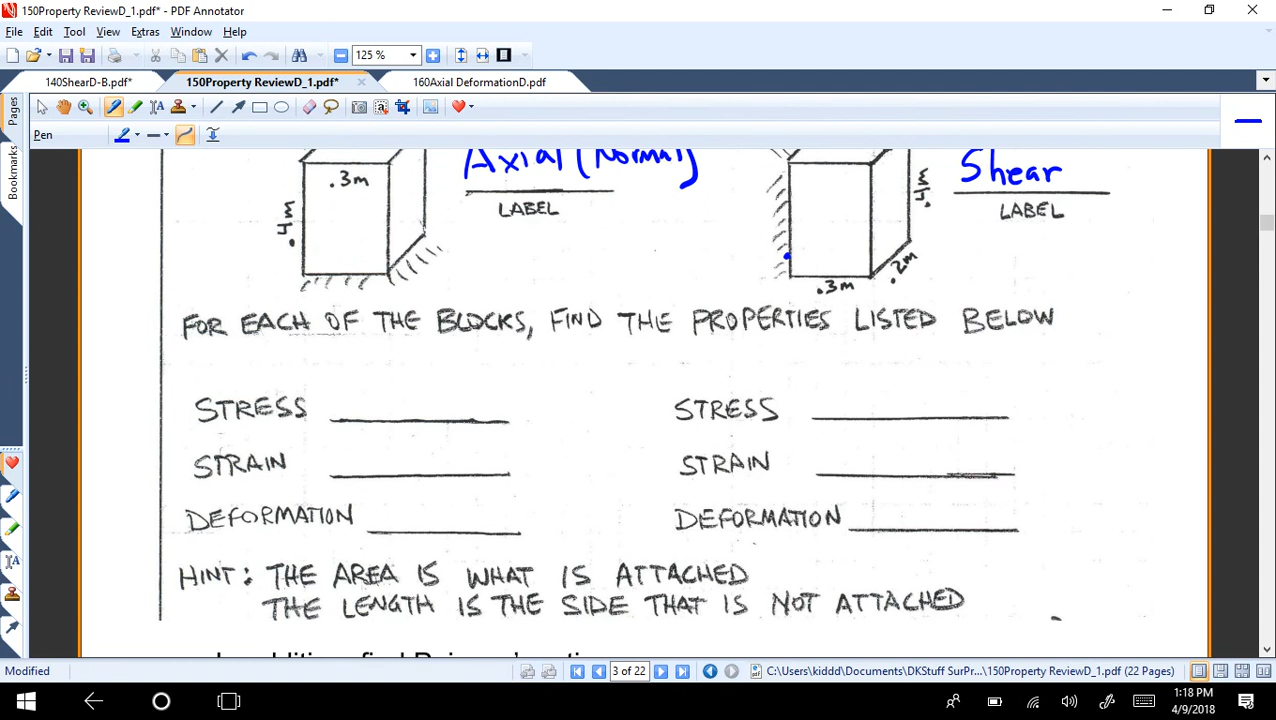 150Property ReviewD_1.pdf* - PDF Annotator
File Edit Tool View Extras Window Help
125 %
140ShearD-B.pdf* 150Property ReviewD_1.pdf* 160Axial DeformationD.pdf
Pen
Pages
Bookmarks
Axial (Normal) Shear
.3m
LABEL LABEL
.4m .4m
.3m .2m
FOR EACH OF THE BLOCKS, FIND THE PROPERTIES LISTED BELOW
STRESS STRESS
STRAIN STRAIN
DEFORMATION DEFORMATION
HINT: THE AREA IS WHAT IS ATTACHED
THE LENGTH IS THE SIDE THAT IS NOT ATTACHED
Modified 3 of 22 C:\Users\kiddd\Documents\DKStuff SurPr...\150Property ReviewD_1.pdf (22 Pages)
1:18 PM
4/9/2018